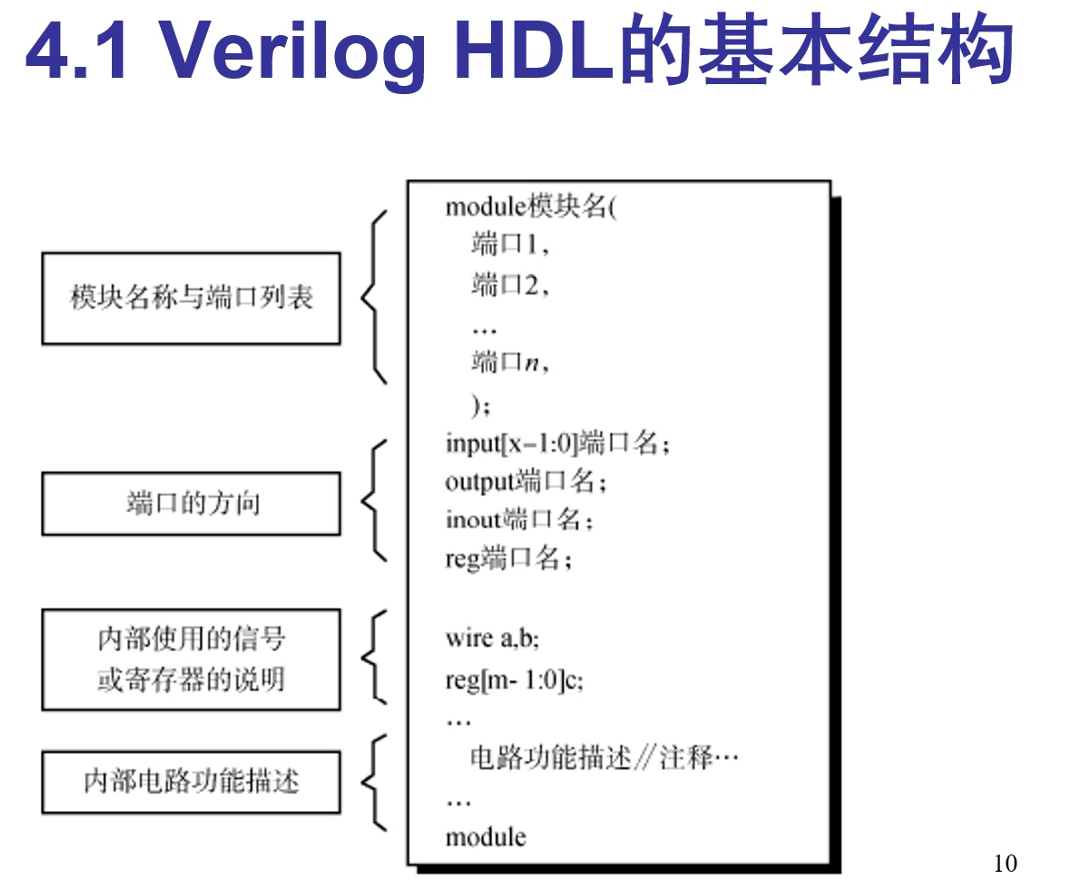 4.1 Verilog HDL的基本结构
模块名称与端口列表
module模块名(
端口1,
端口2,
…
端口n,
);
端口的方向
input[x–1:0]端口名;
output端口名;
inout端口名;
reg端口名;
内部使用的信号
或寄存器的说明
wire a,b;
reg[m- 1:0]c;
…
内部电路功能描述
电路功能描述//注释…
…
module
10